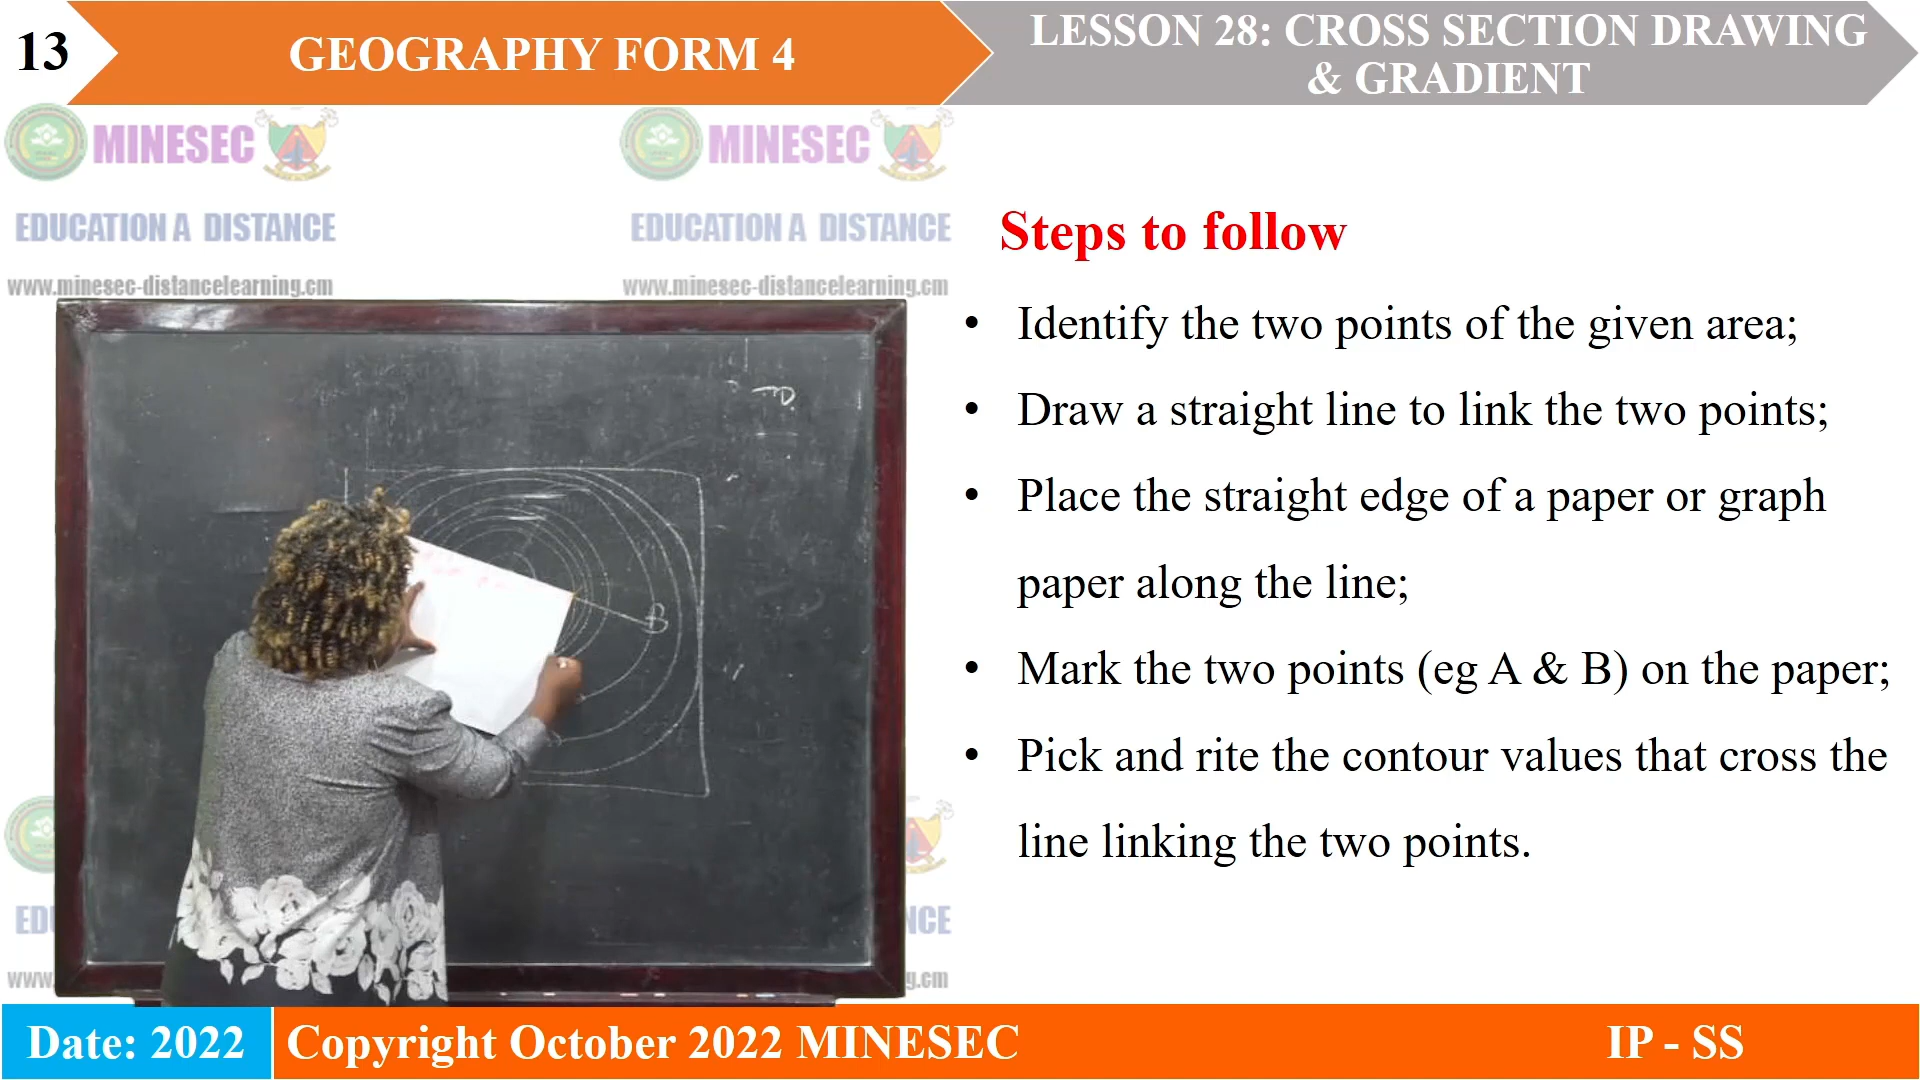 13
GEOGRAPHY FORM 4
LESSON 28: CROSS SECTION DRAWING
& GRADIENT
MINESEC
MINESEC
EDUCATION A DISTANCE
EDUCATION A DISTANCE
www.minesec-distancelearning.cm
www.minesec-distancelearning.cm
Steps to follow
• Identify the two points of the given area;
• Draw a straight line to link the two points;
• Place the straight edge of a paper or graph
paper along the line;
• Mark the two points (eg A & B) on the paper;
• Pick and rite the contour values that cross the
line linking the two points.
B
EDU
NCE
www.
g.cm
Date: 2022
Copyright October 2022 MINESEC
IP - SS